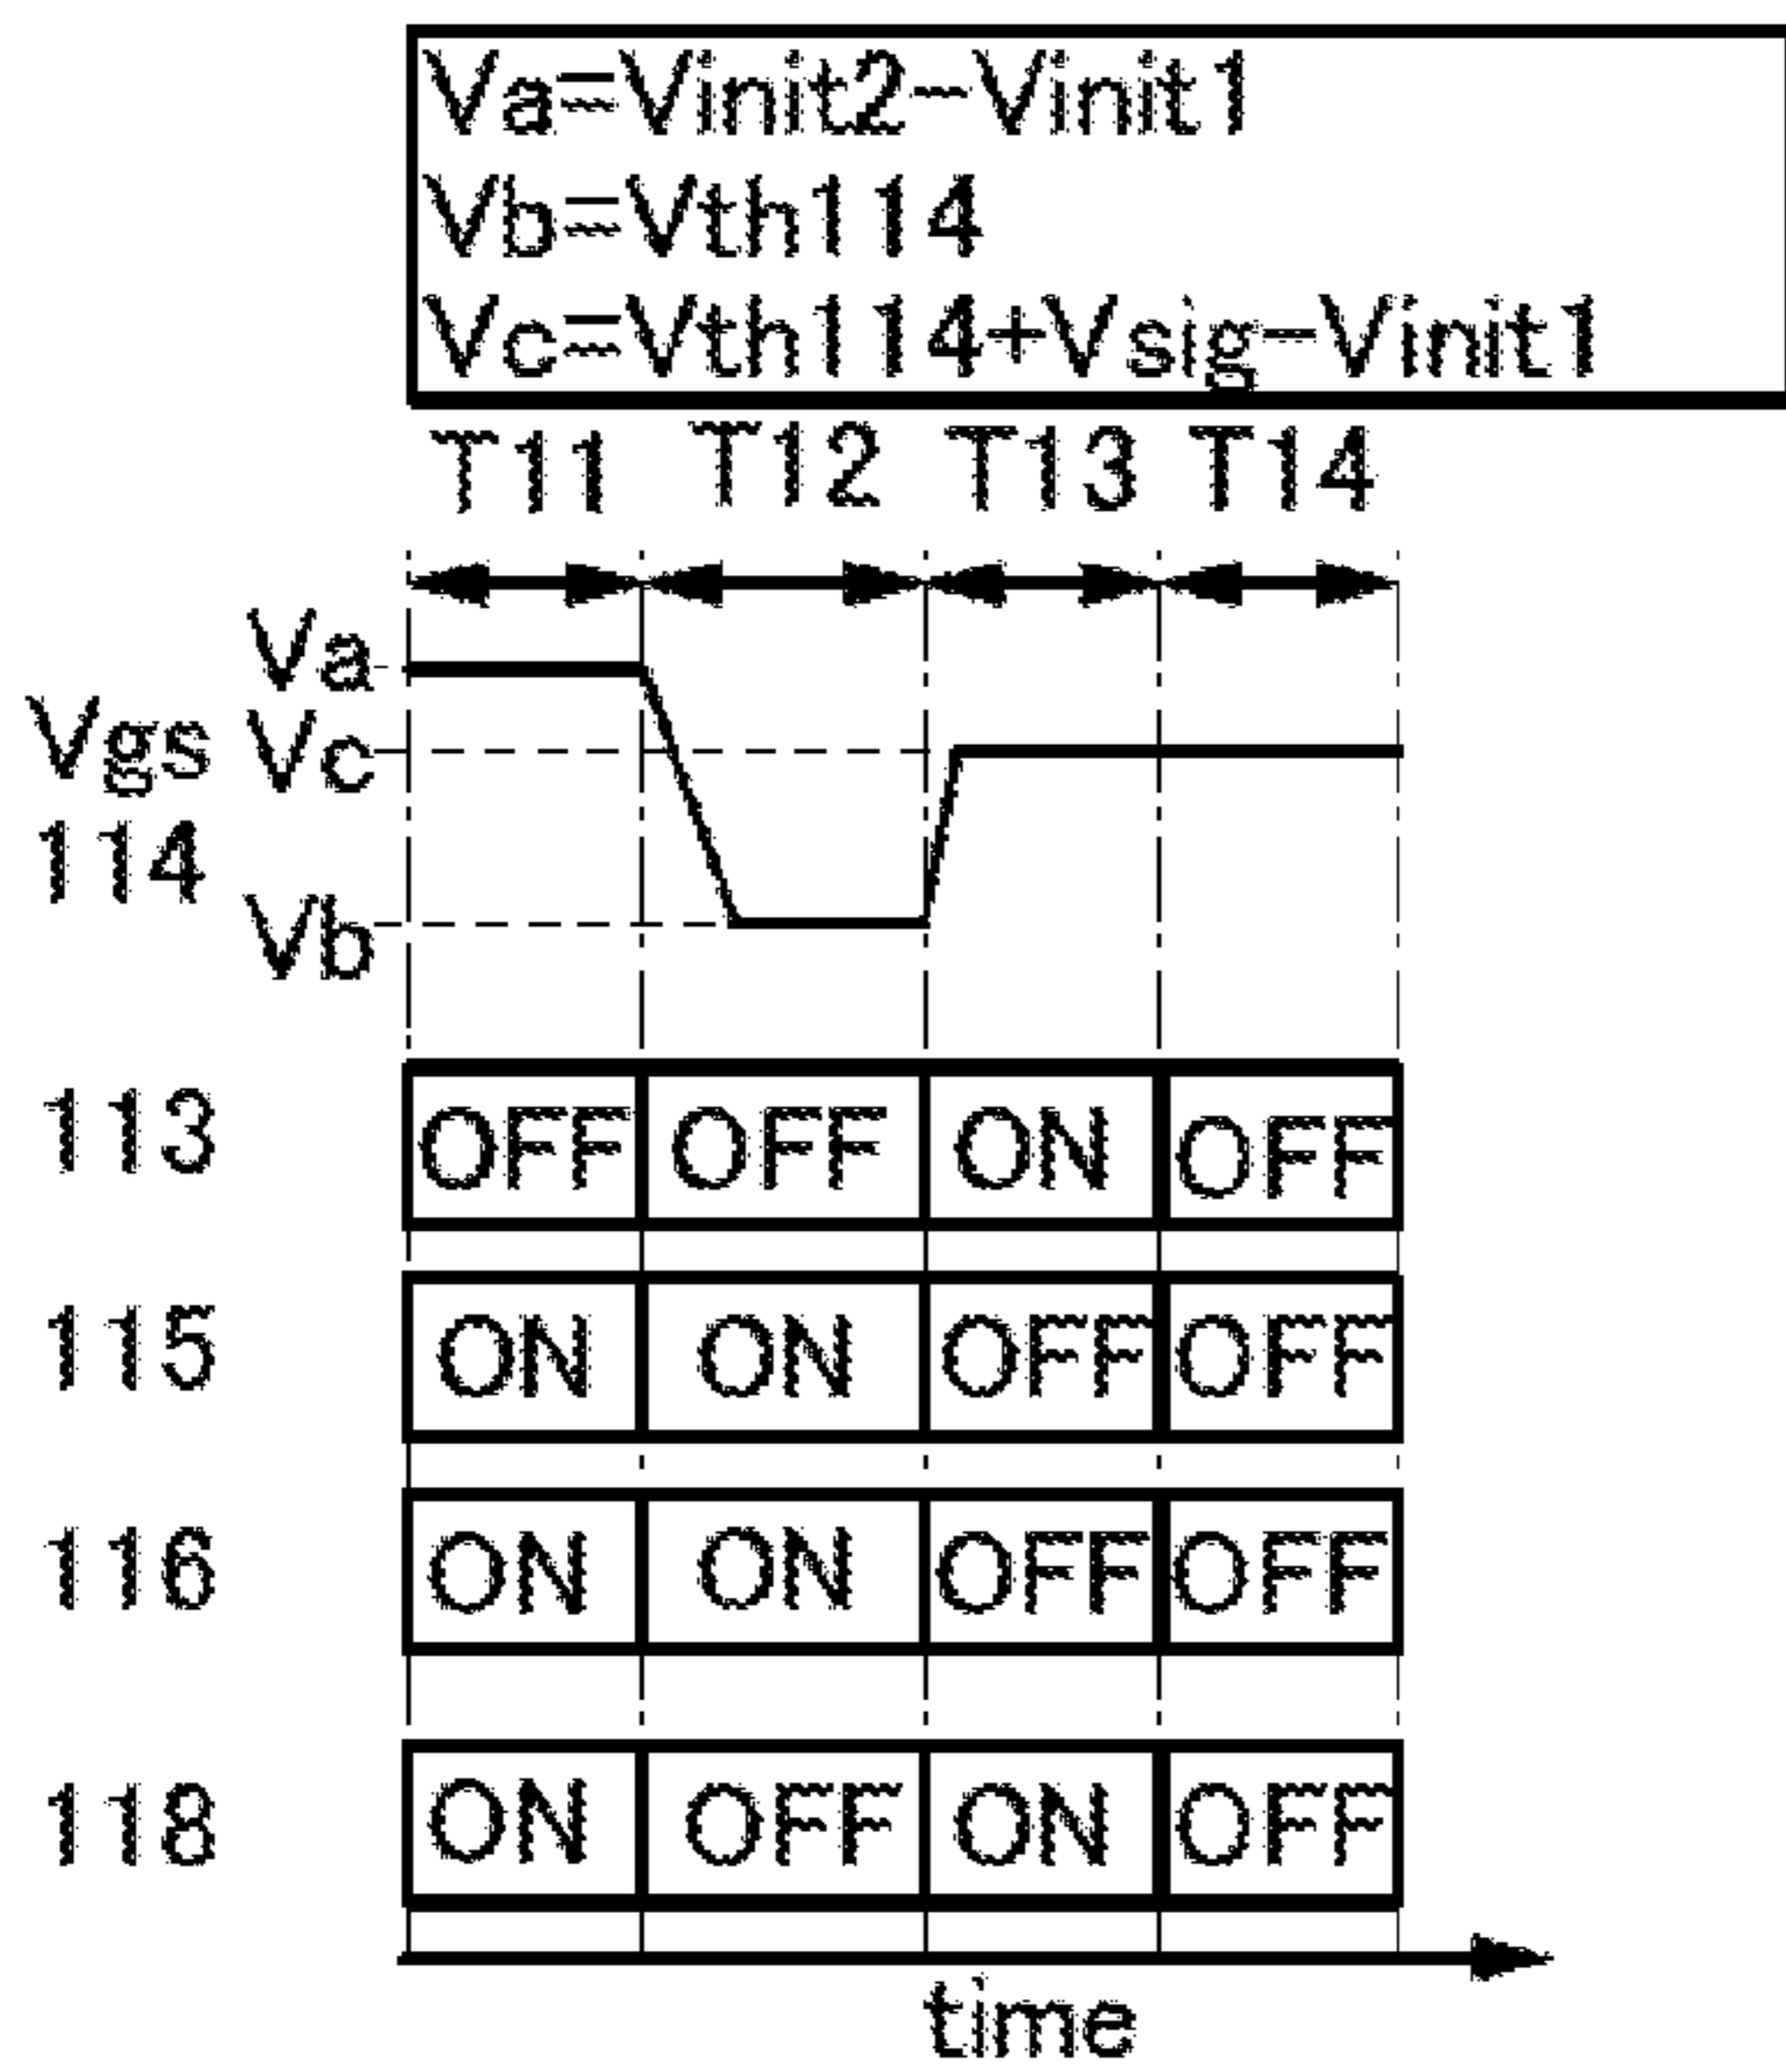 Va=Vinit2-Vinit1
Vb=Vth114
Vc=Vth114+Vsig-Vinit1
T11 T12 T13 T14
Va
Vgs Vc
114
Vb
113 OFF OFF ON OFF
115 ON ON OFF OFF
116 ON ON OFF OFF
118 ON OFF ON OFF
time